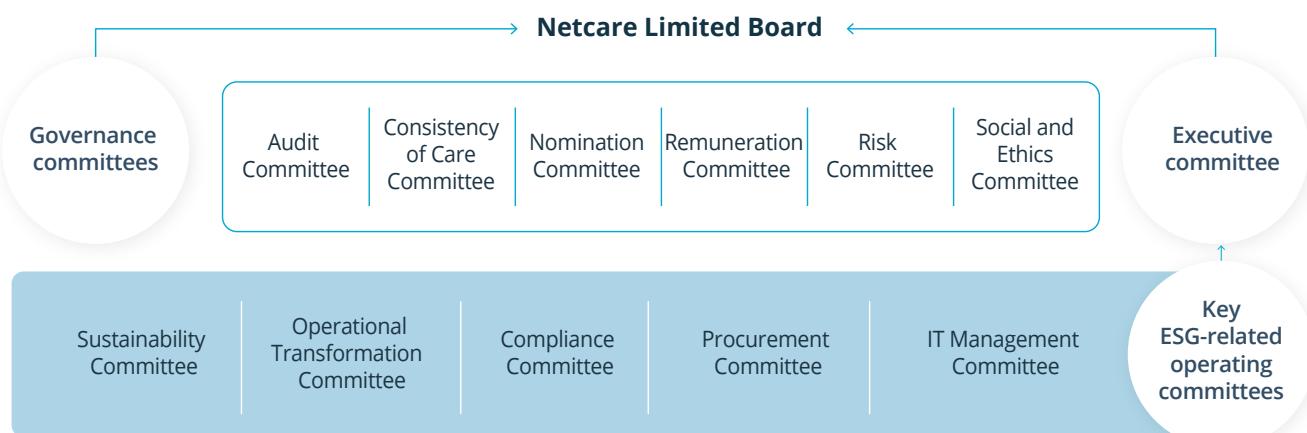 Netcare Limited Board
Governance
committees
Audit
Committee
Consistency
of Care
Committee
Nomination
Committee
Remuneration
Committee
Risk
Committee
Social and
Ethics
Committee
Executive
committee
Sustainability
Committee
Operational
Transformation
Committee
Compliance
Committee
Procurement
Committee
IT Management
Committee
Key
ESG-related
operating
committees